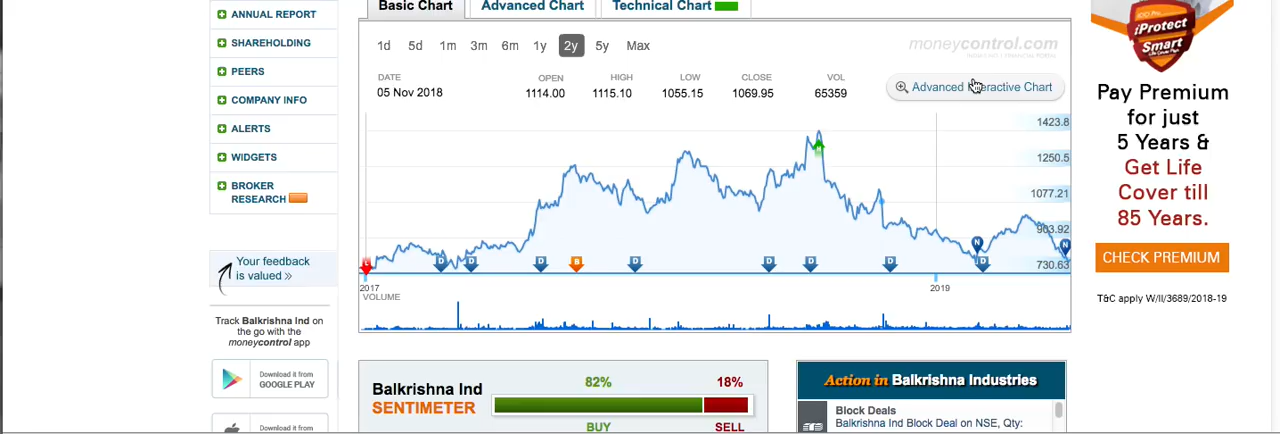 ANNUAL REPORT
SHAREHOLDING
PEERS
COMPANY INFO
ALERTS
WIDGETS
BROKER
RESEARCH
Your feedback
is valued »
Track Balkrishna Ind on
the go with the
moneycontrol app
Download it from
GOOGLE PLAY
Download it from
Basic Chart
Advanced Chart
Technical Chart
1d 5d 1m 3m 6m 1y 2y 5y Max
moneycontrol.com
DATE OPEN HIGH LOW CLOSE VOL
05 Nov 2018 1114.00 1115.10 1055.15 1069.95 65359
Advanced Interactive Chart
1423.8
1250.5
1077.21
903.92
730.63
L D D D B D D D D N D N
2017 2019
VOLUME
Balkrishna Ind
SENTIMETER
82% 18%
BUY SELL
Action in Balkrishna Industries
Block Deals
Balkrishna Ind Block Deal on NSE, Qty:
iProtect
Smart
Pay Premium
for just
5 Years &
Get Life
Cover till
85 Years.
CHECK PREMIUM
T&C apply W/II/3689/2018-19